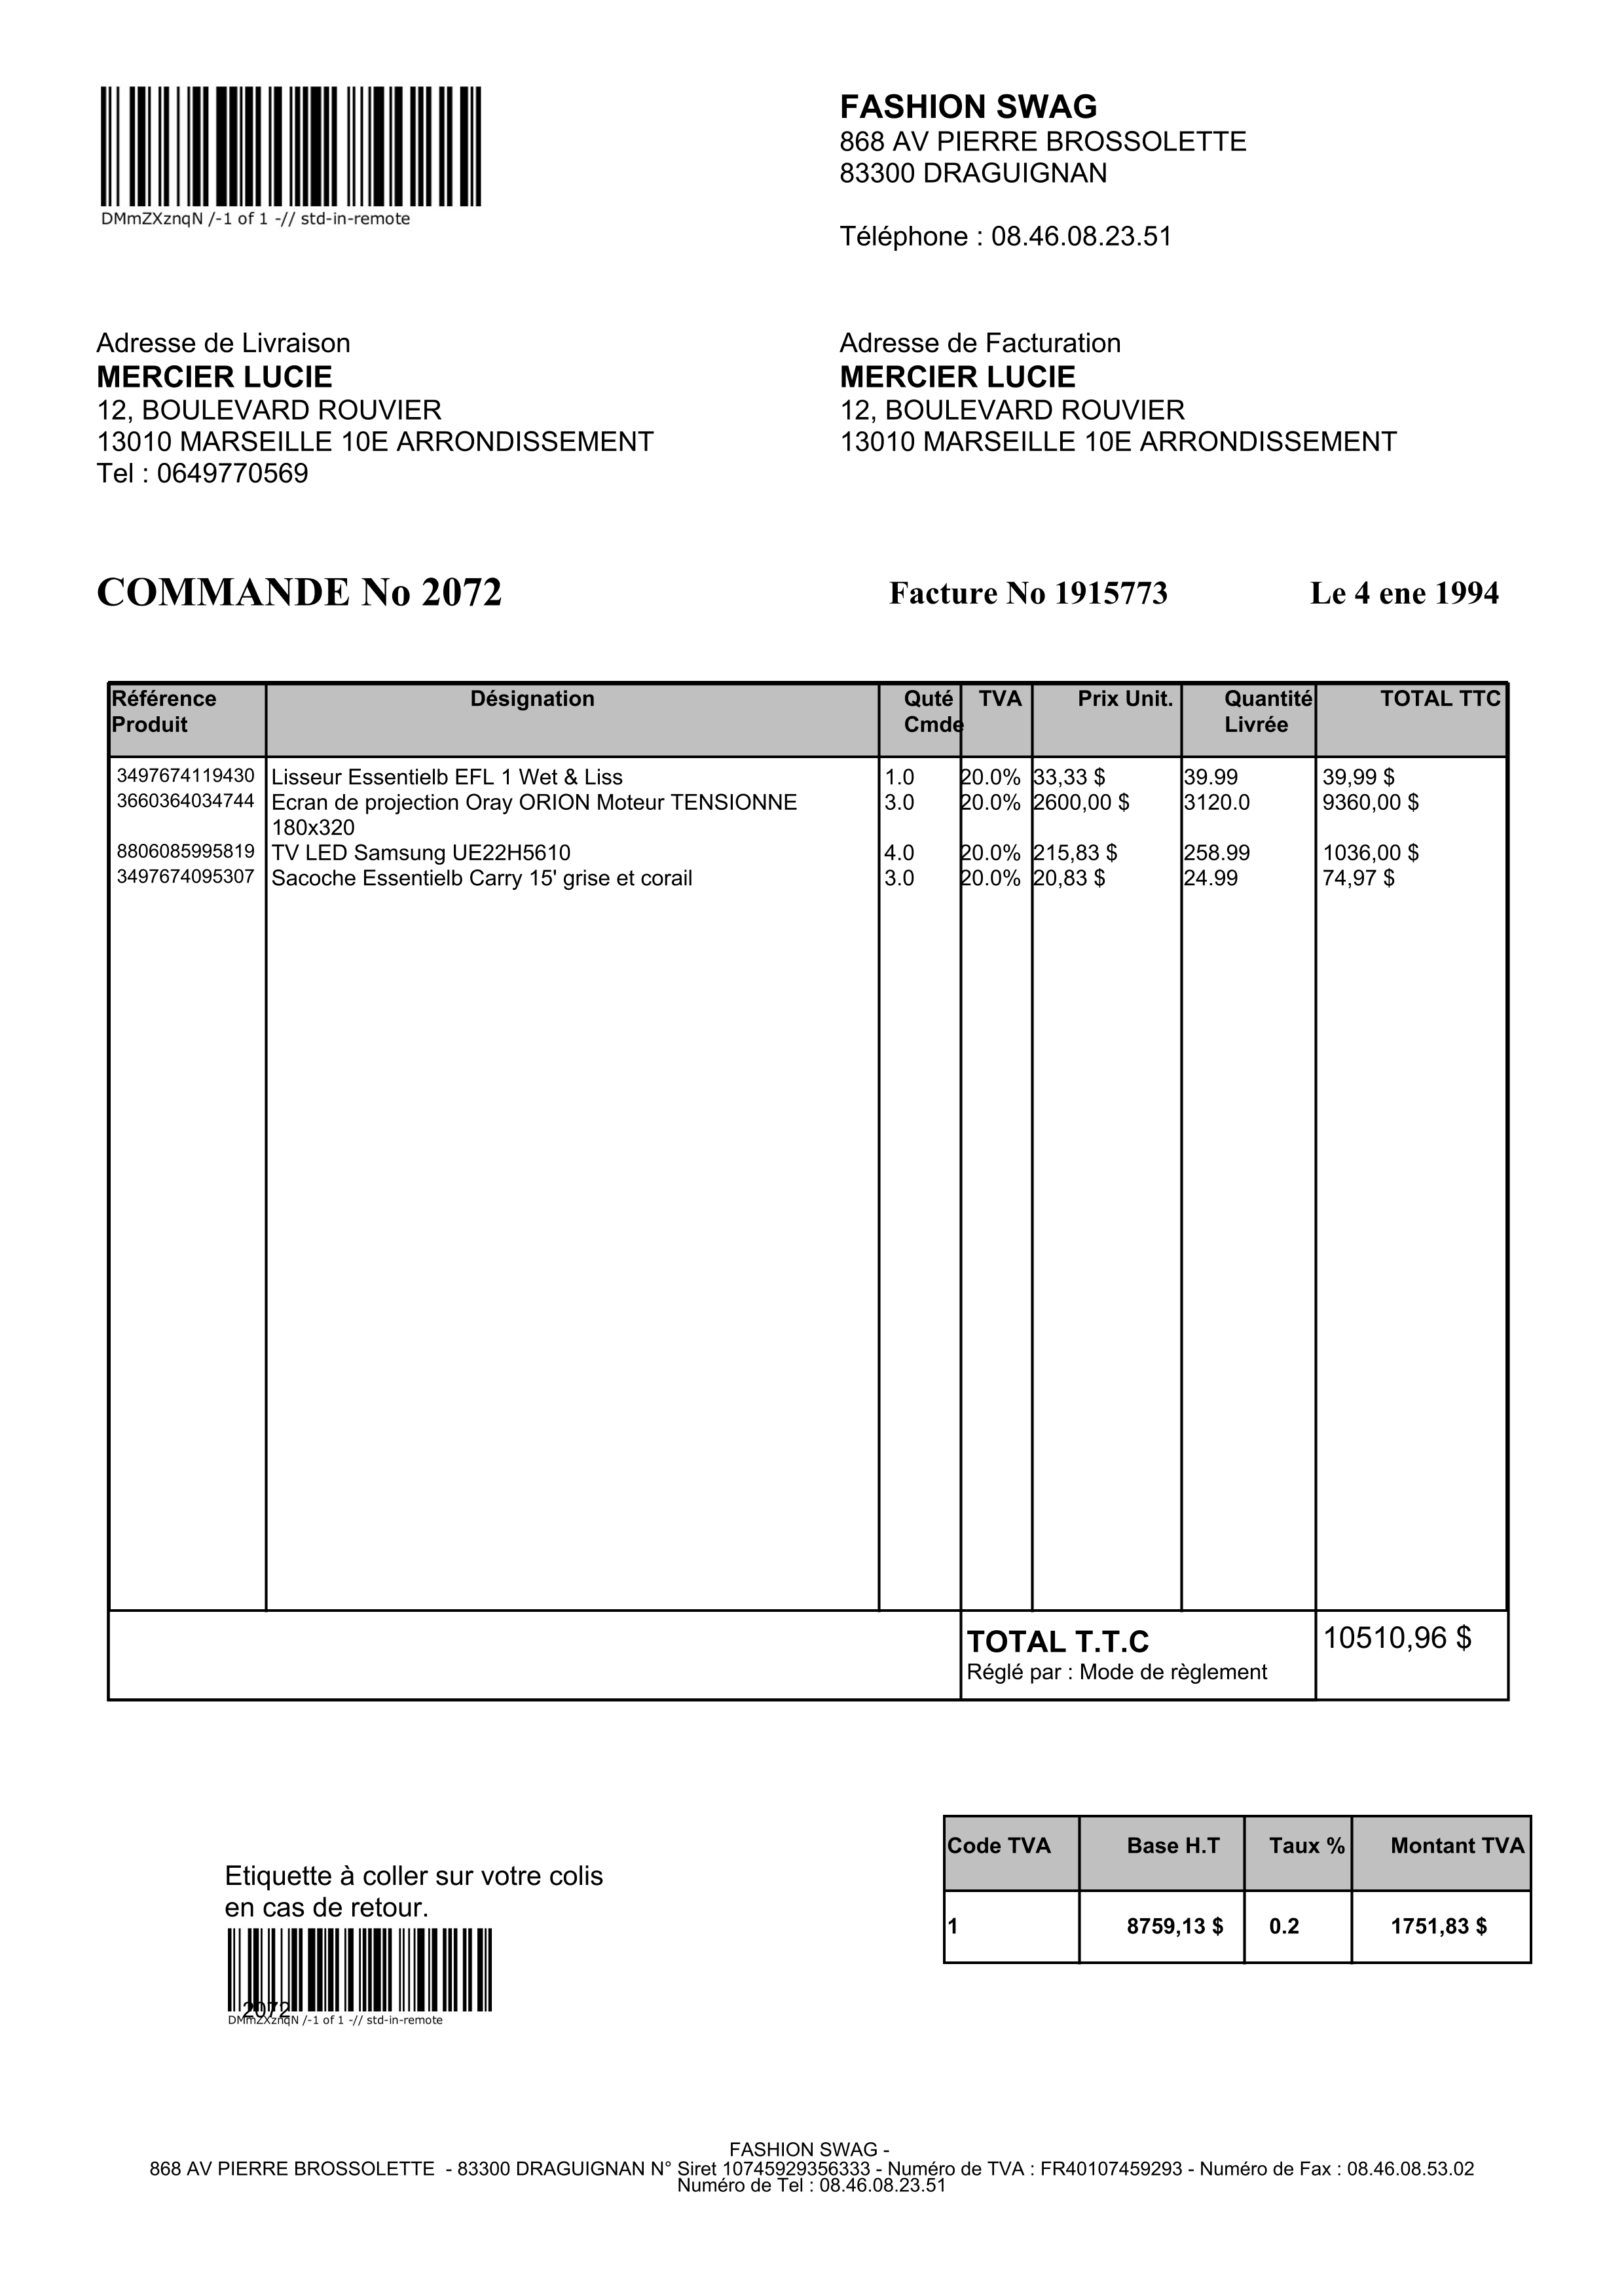 DMmZXznqN /-1 of 1 -// std-in-remote
FASHION SWAG
868 AV PIERRE BROSSOLETTE
83300 DRAGUIGNAN
Téléphone : 08.46.08.23.51
Adresse de Livraison
MERCIER LUCIE
12, BOULEVARD ROUVIER
13010 MARSEILLE 10E ARRONDISSEMENT
Tel : 0649770569
Adresse de Facturation
MERCIER LUCIE
12, BOULEVARD ROUVIER
13010 MARSEILLE 10E ARRONDISSEMENT
COMMANDE No 2072 Facture No 1915773 Le 4 ene 1994
Référence Désignation Quté TVA Prix Unit. Quantité TOTAL TTC
Produit Cmde Livrée
3497674119430 Lisseur Essentielb EFL 1 Wet & Liss 1.0 20.0% 33,33 $ 39.99 39,99 $
3660364034744 Ecran de projection Oray ORION Moteur TENSIONNE 3.0 20.0% 2600,00 $ 3120.0 9360,00 $
180x320
8806085995819 TV LED Samsung UE22H5610 4.0 20.0% 215,83 $ 258.99 1036,00 $
3497674095307 Sacoche Essentielb Carry 15' grise et corail 3.0 20.0% 20,83 $ 24.99 74,97 $
TOTAL T.T.C 10510,96 $
Réglé par : Mode de règlement
Code TVA Base H.T Taux % Montant TVA
1 8759,13 $ 0.2 1751,83 $
Etiquette à coller sur votre colis
en cas de retour.
2072
DMmZXznqN /-1 of 1 -// std-in-remote
FASHION SWAG -
868 AV PIERRE BROSSOLETTE - 83300 DRAGUIGNAN N° Siret 10745929356333 - Numéro de TVA : FR40107459293 - Numéro de Fax : 08.46.08.53.02
Numéro de Tel : 08.46.08.23.51